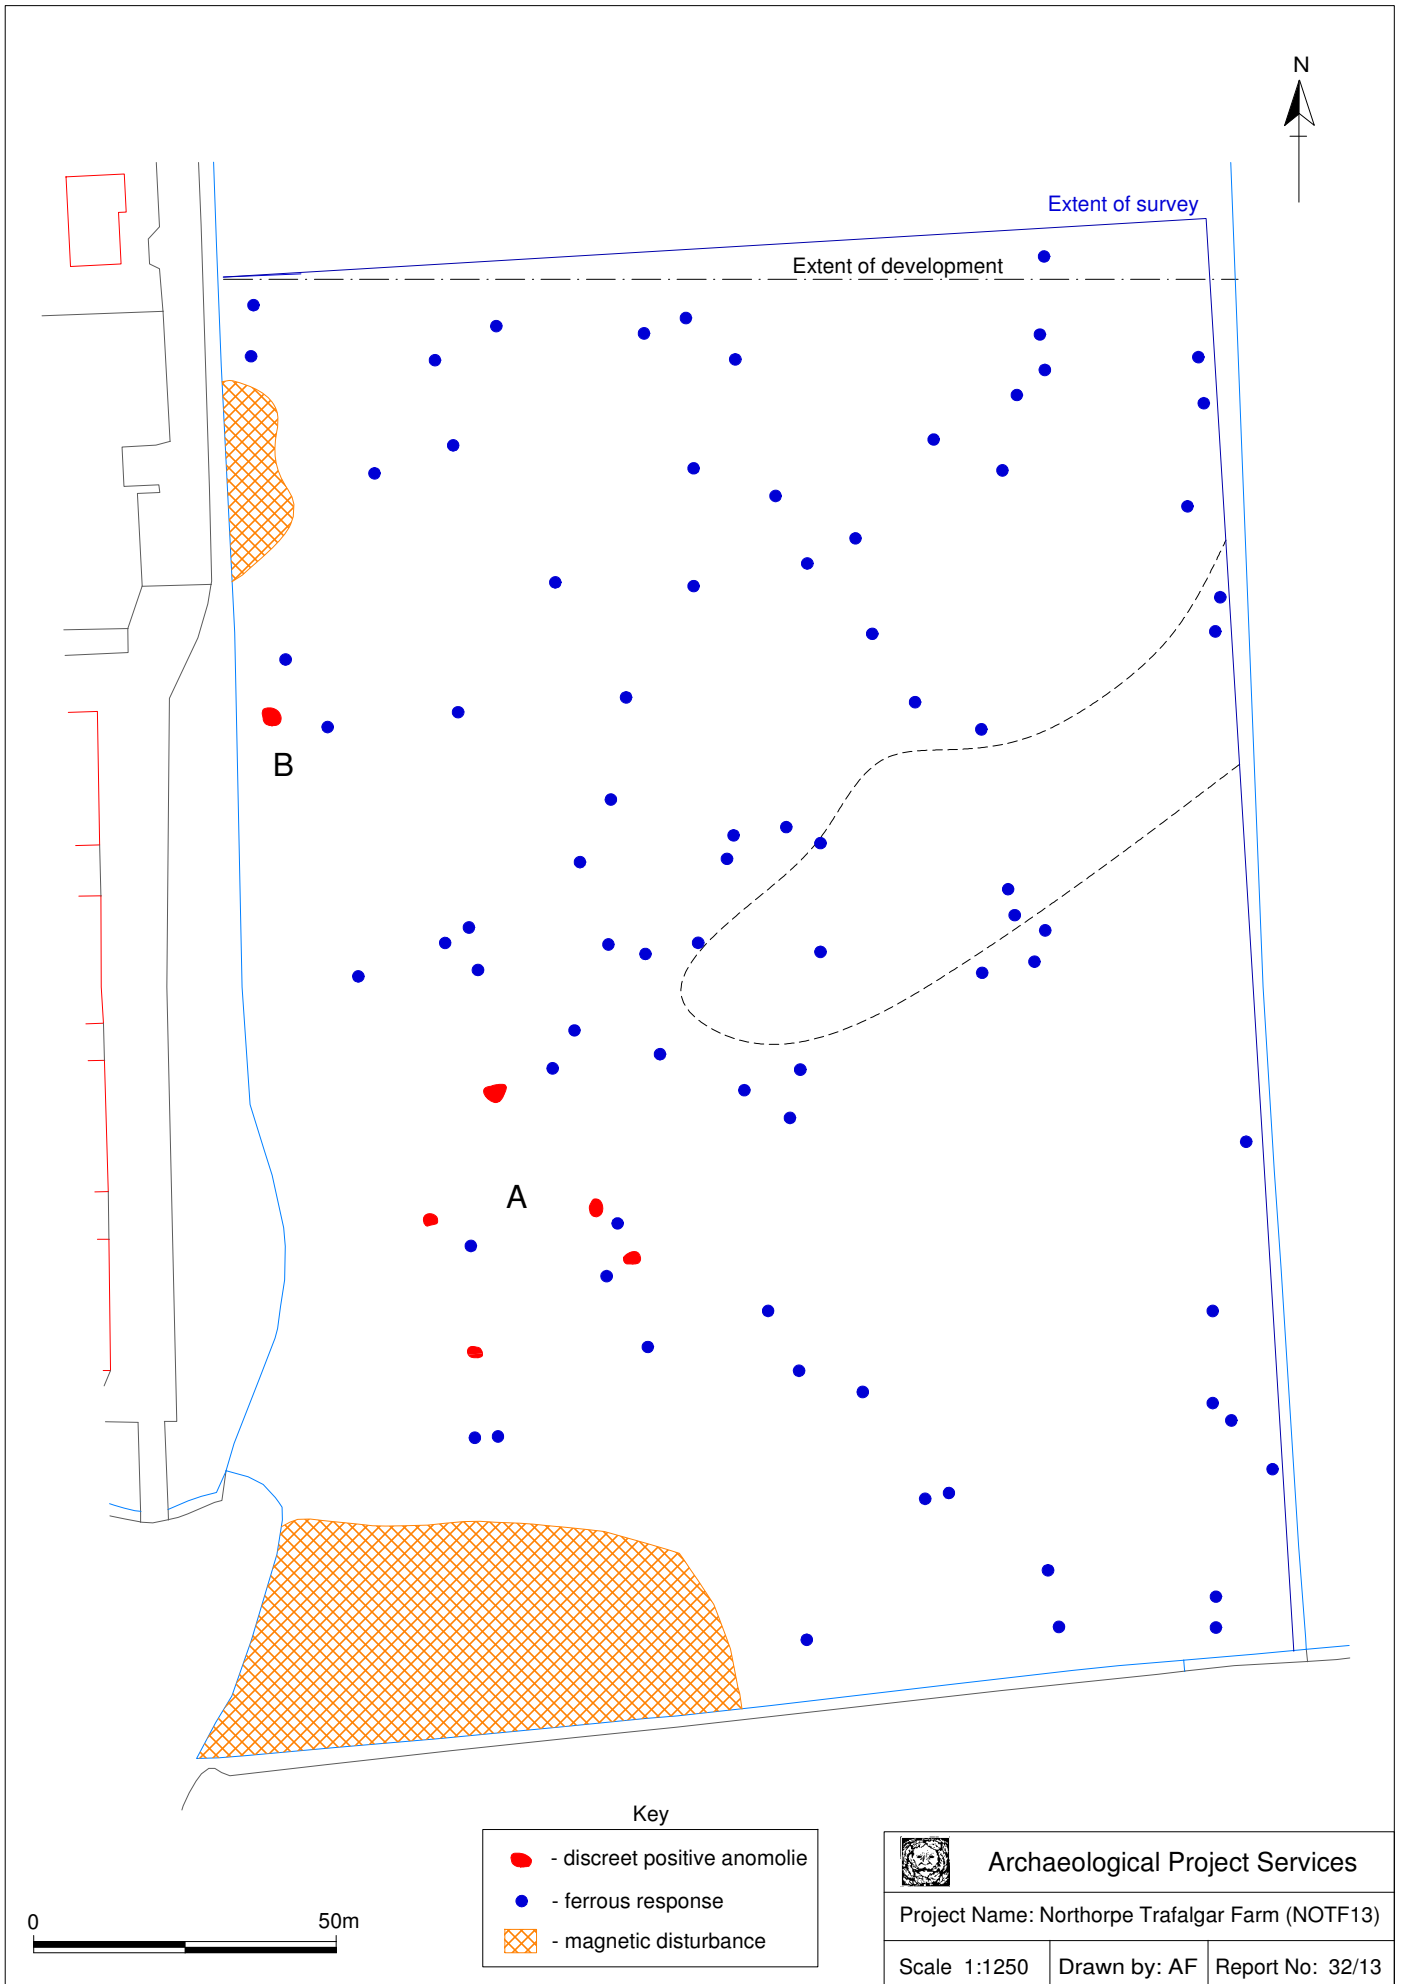 N
Extent of survey
Extent of development
B
A
Key
- discreet positive anomolie
- ferrous response
- magnetic disturbance
0 50m
Archaeological Project Services
Project Name: Northorpe Trafalgar Farm (NOTF13)
Scale 1:1250 Drawn by: AF Report No: 32/13